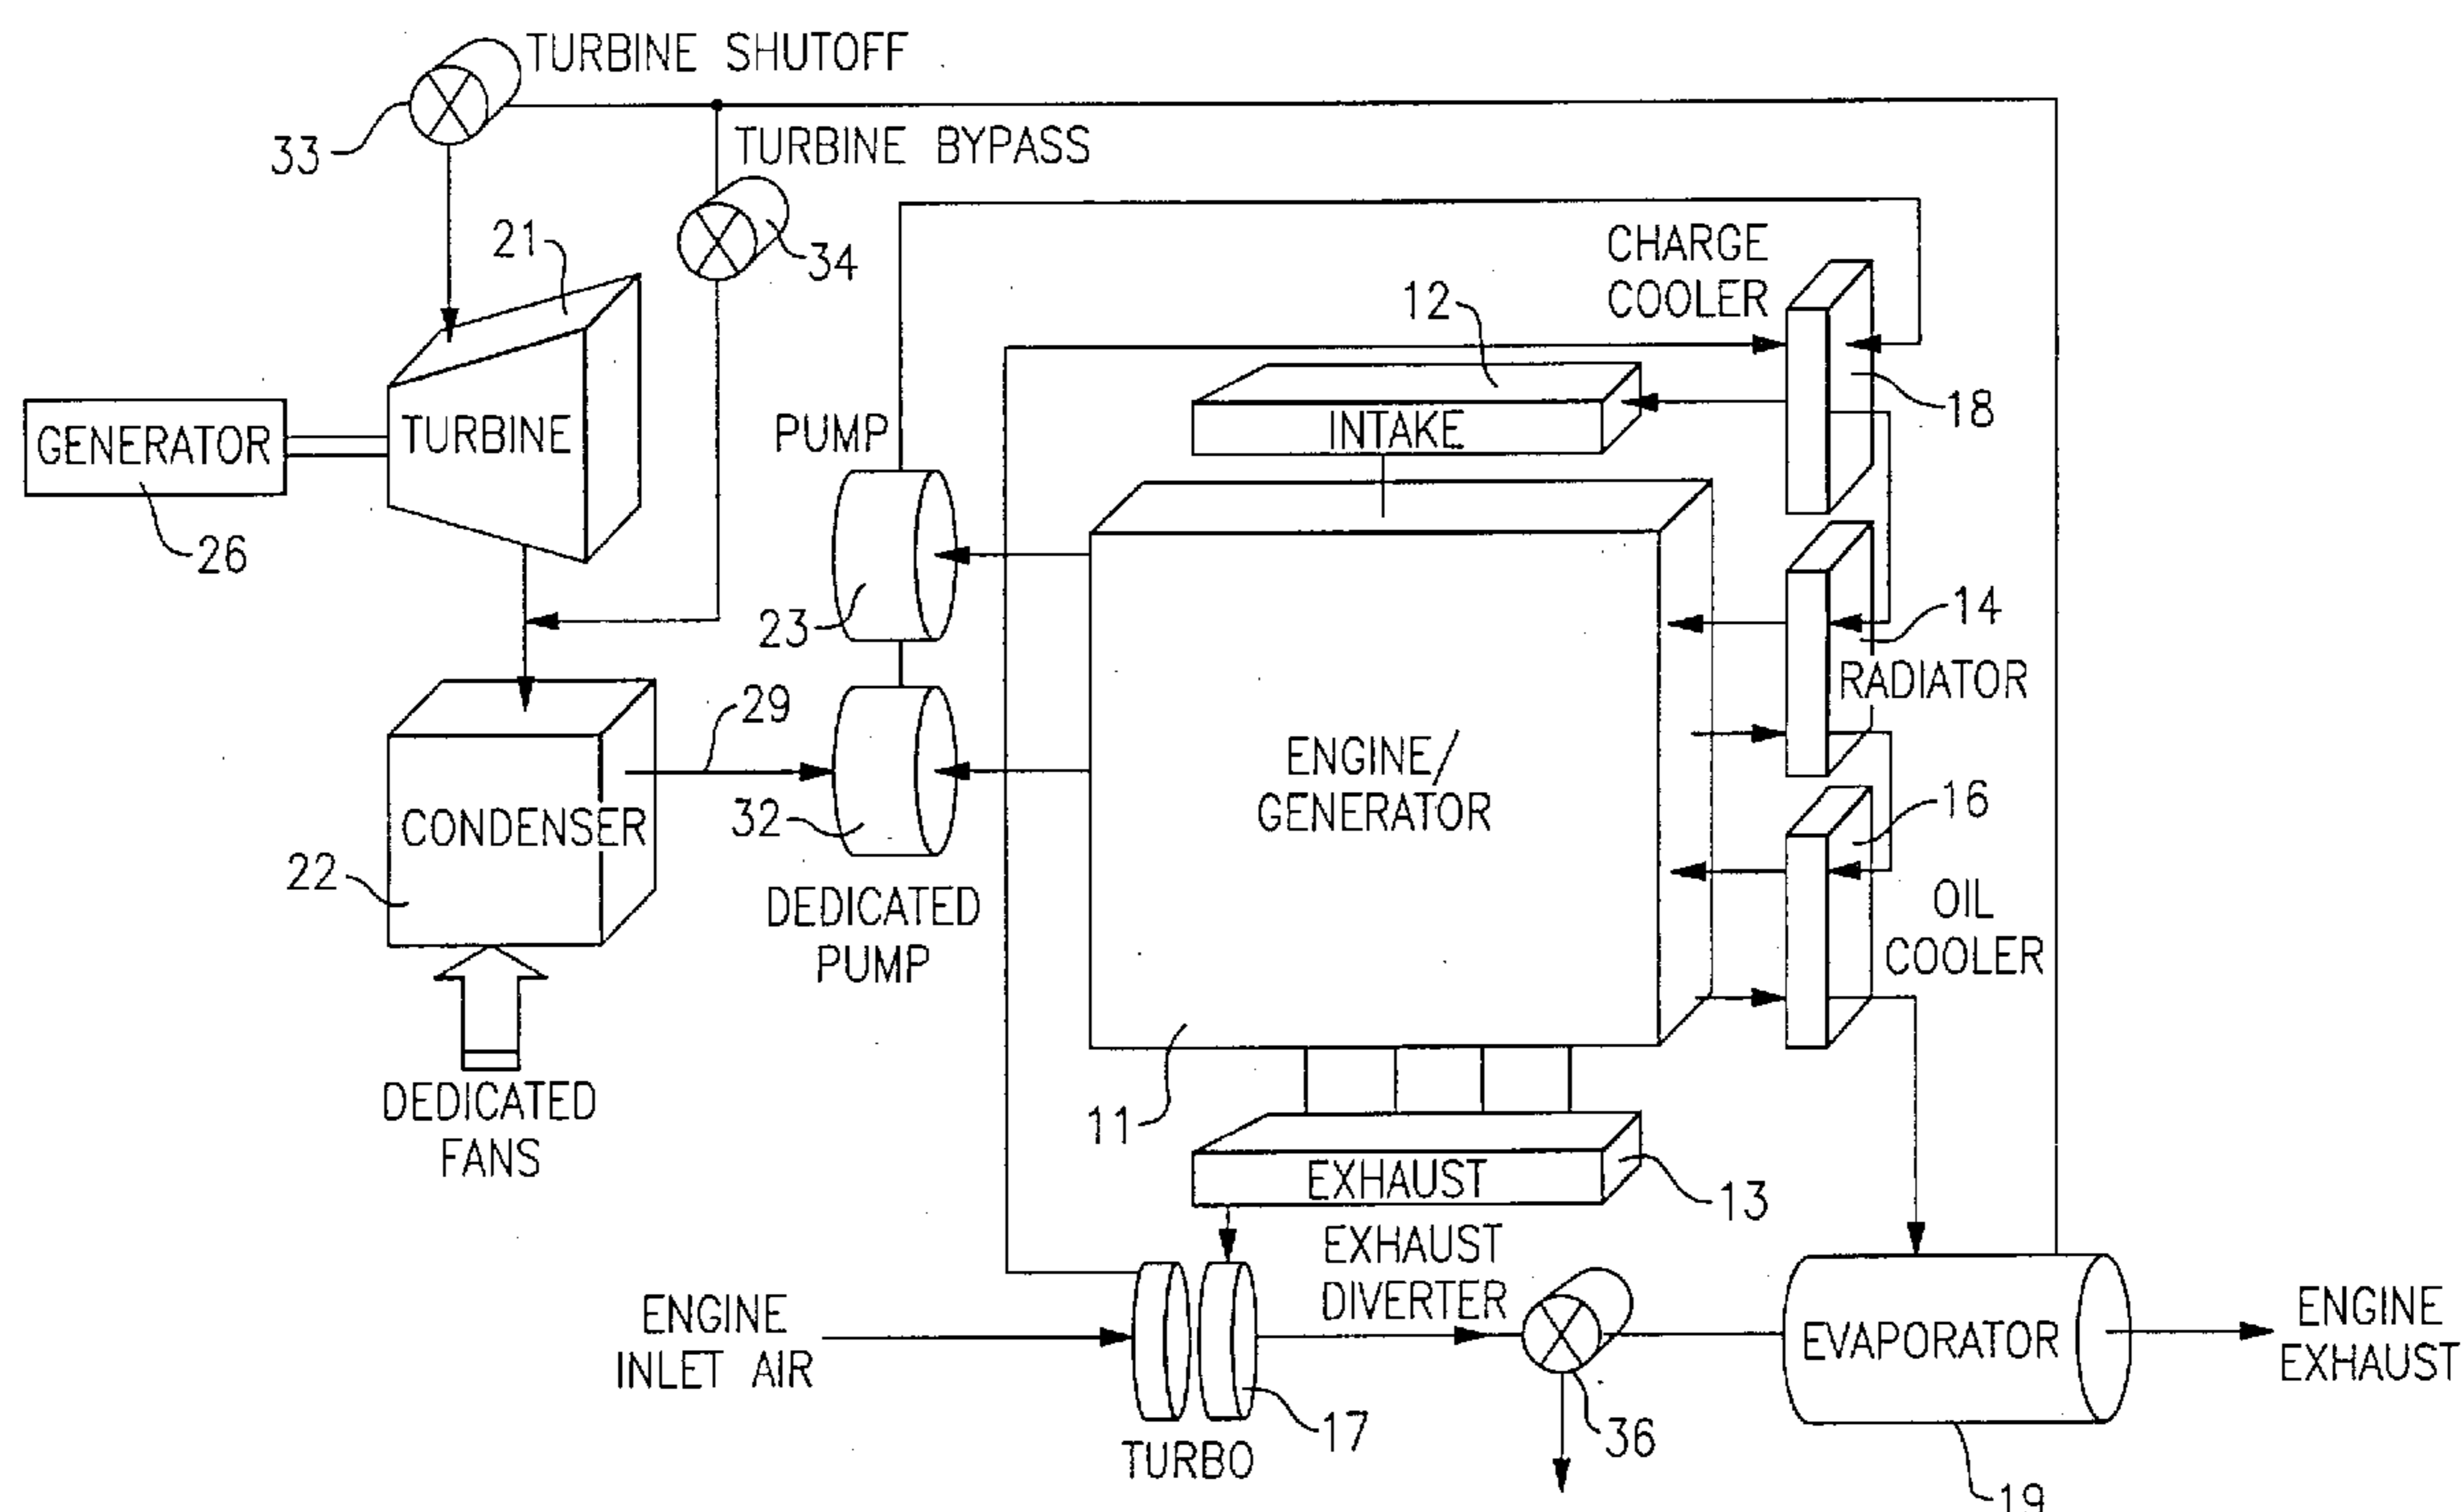 TURBINE SHUTOFF
33
TURBINE BYPASS
34
21
CHARGE
COOLER
12
18
INTAKE
GENERATOR
TURBINE
PUMP
26
23
14
RADIATOR
29
ENGINE/
GENERATOR
16
CONDENSER
32
22
OIL
COOLER
DEDICATED
PUMP
DEDICATED
FANS
11
EXHAUST
13
EXHAUST
DIVERTER
ENGINE
INLET AIR
EVAPORATOR
ENGINE
EXHAUST
17
36
TURBO
19